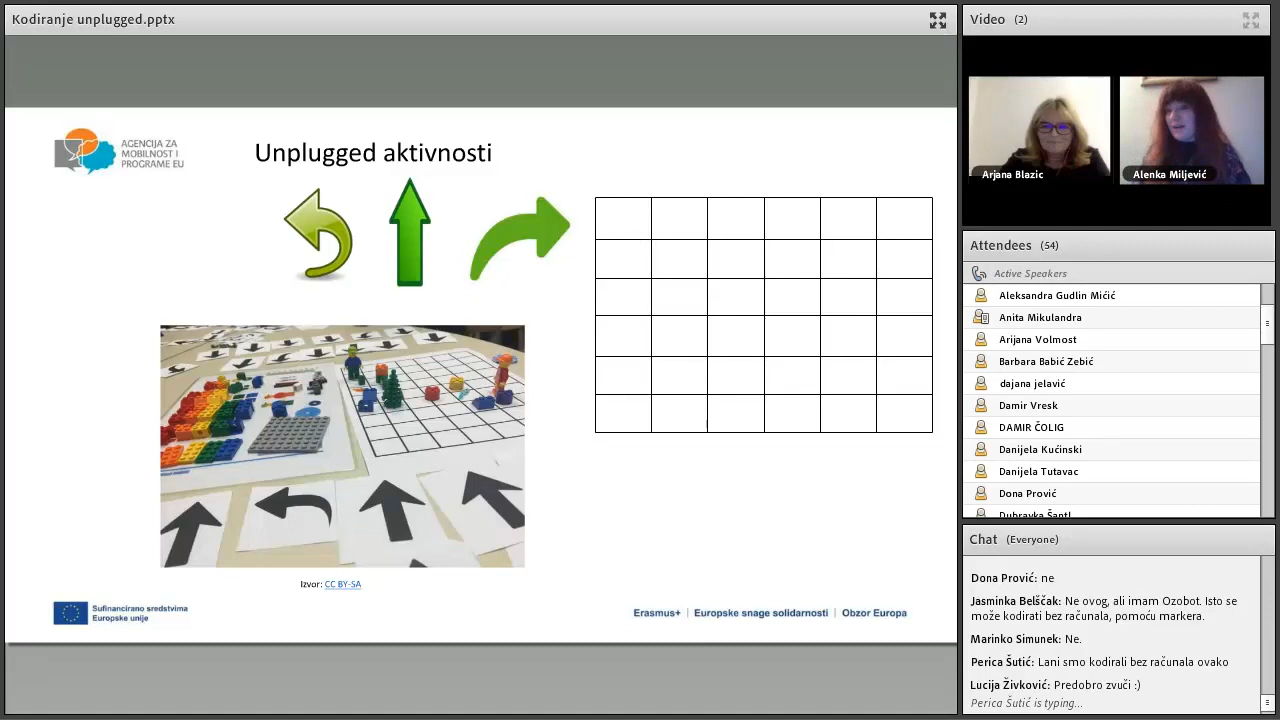 Kodiranje unplugged.pptx
AGENCIJA ZA
MOBILNOST I
PROGRAME EU
Unplugged aktivnosti
Izvor: CC BY-SA
Sufinancirano sredstvima
Europske unije
Erasmus+ | Europske snage solidarnosti | Obzor Europa
Video (2)
Arjana Blazic
Alenka Miljević
Attendees (54)
Active Speakers
Aleksandra Gudlin Mićić
Anita Mikulandra
Arijana Volmost
Barbara Babić Zebić
dajana jelavić
Damir Vresk
DAMIR ČOLIG
Danijela Kućinski
Danijela Tutavac
Dona Prović
Dubravka Šantl
Chat (Everyone)
Dona Prović: ne
Jasminka Belščak: Ne ovog, ali imam Ozobot. Isto se
može kodirati bez računala, pomoću markera.
Marinko Simunek: Ne.
Perica Šutić: Lani smo kodirali bez računala ovako
Lucija Živković: Predobro zvuči :)
Perica Šutić is typing...